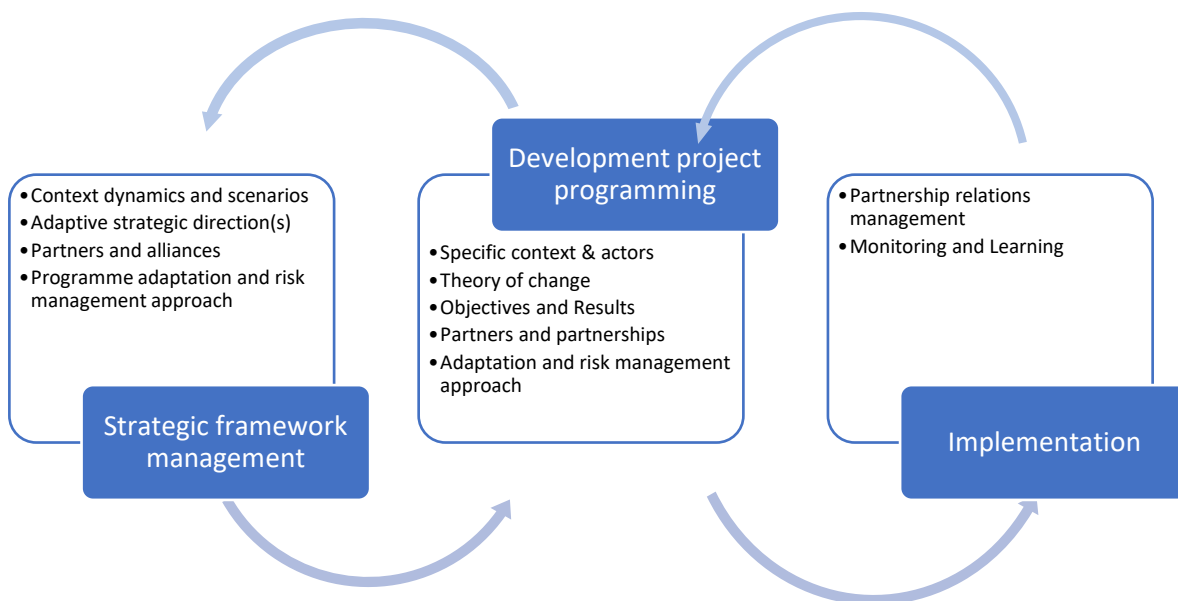 • Context dynamics and scenarios
• Adaptive strategic direction(s)
• Partners and alliances
• Programme adaptation and risk
management approach
Strategic framework
management
Development project
programming
• Specific context & actors
• Theory of change
• Objectives and Results
• Partners and partnerships
• Adaptation and risk management
approach
• Partnership relations
management
• Monitoring and Learning
Implementation